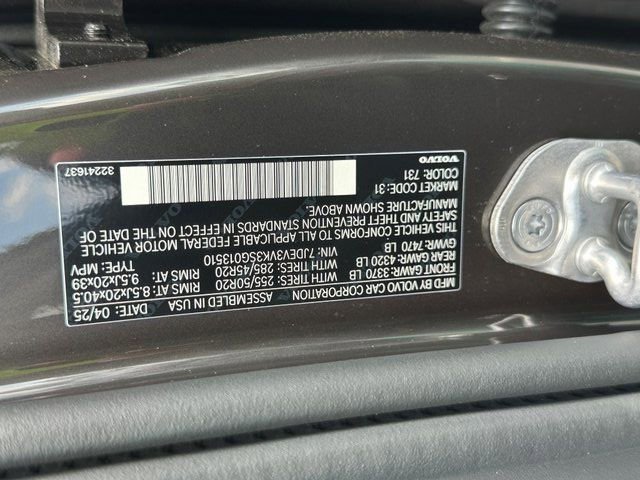 MFD BY VOLVO CAR CORPORATION ASSEMBLED IN USA DATE: 04/25
FRONT GAWR: 3370 LB WITH TIRES: 255/50R20 RIMS AT: 8.5Jx20x40.5
REAR GAWR: 4320 LB WITH TIRES: 285/45R20 RIMS AT: 9.5Jx20x39
GVWR: 7470 LB VIN: 7JDEV3VK3SG013510 TYPE: MPV
THIS VEHICLE CONFORMS TO ALL APPLICABLE FEDERAL MOTOR VEHICLE
SAFETY AND THEFT PREVENTION STANDARDS IN EFFECT ON THE DATE OF
MANUFACTURE SHOWN ABOVE.
MARKET CODE: 31
COLOR: 731
VOLVO 32241637